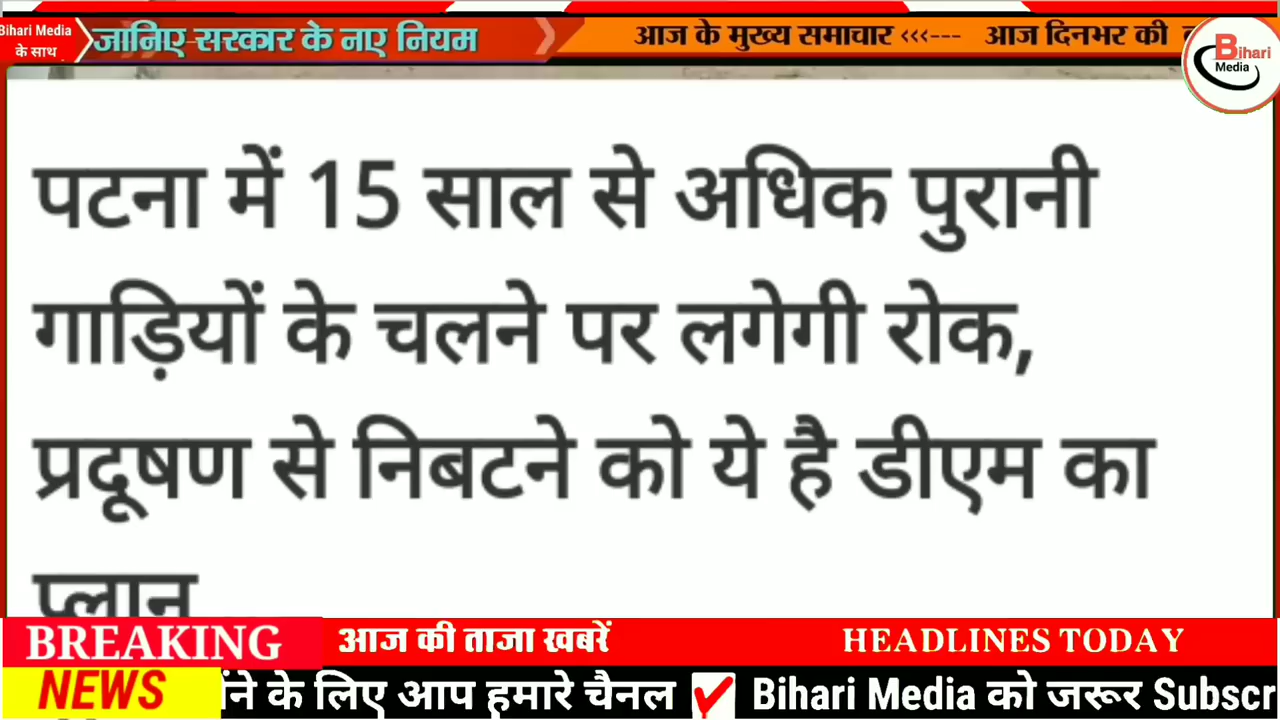 Bihari Media
के साथ
जानिए सरकार के नए नियम
आज के मुख्य समाचार <<<--- आज दिनभर की
Bihari
Media
पटना में 15 साल से अधिक पुरानी
गाड़ियों के चलने पर लगेगी रोक,
प्रदूषण से निबटने को ये है डीएम का
प्लान
BREAKING
NEWS
आज की ताजा खबरें
HEADLINES TODAY
के लिए आप हमारे चैनल ✔ Bihari Media को जरूर Subscr